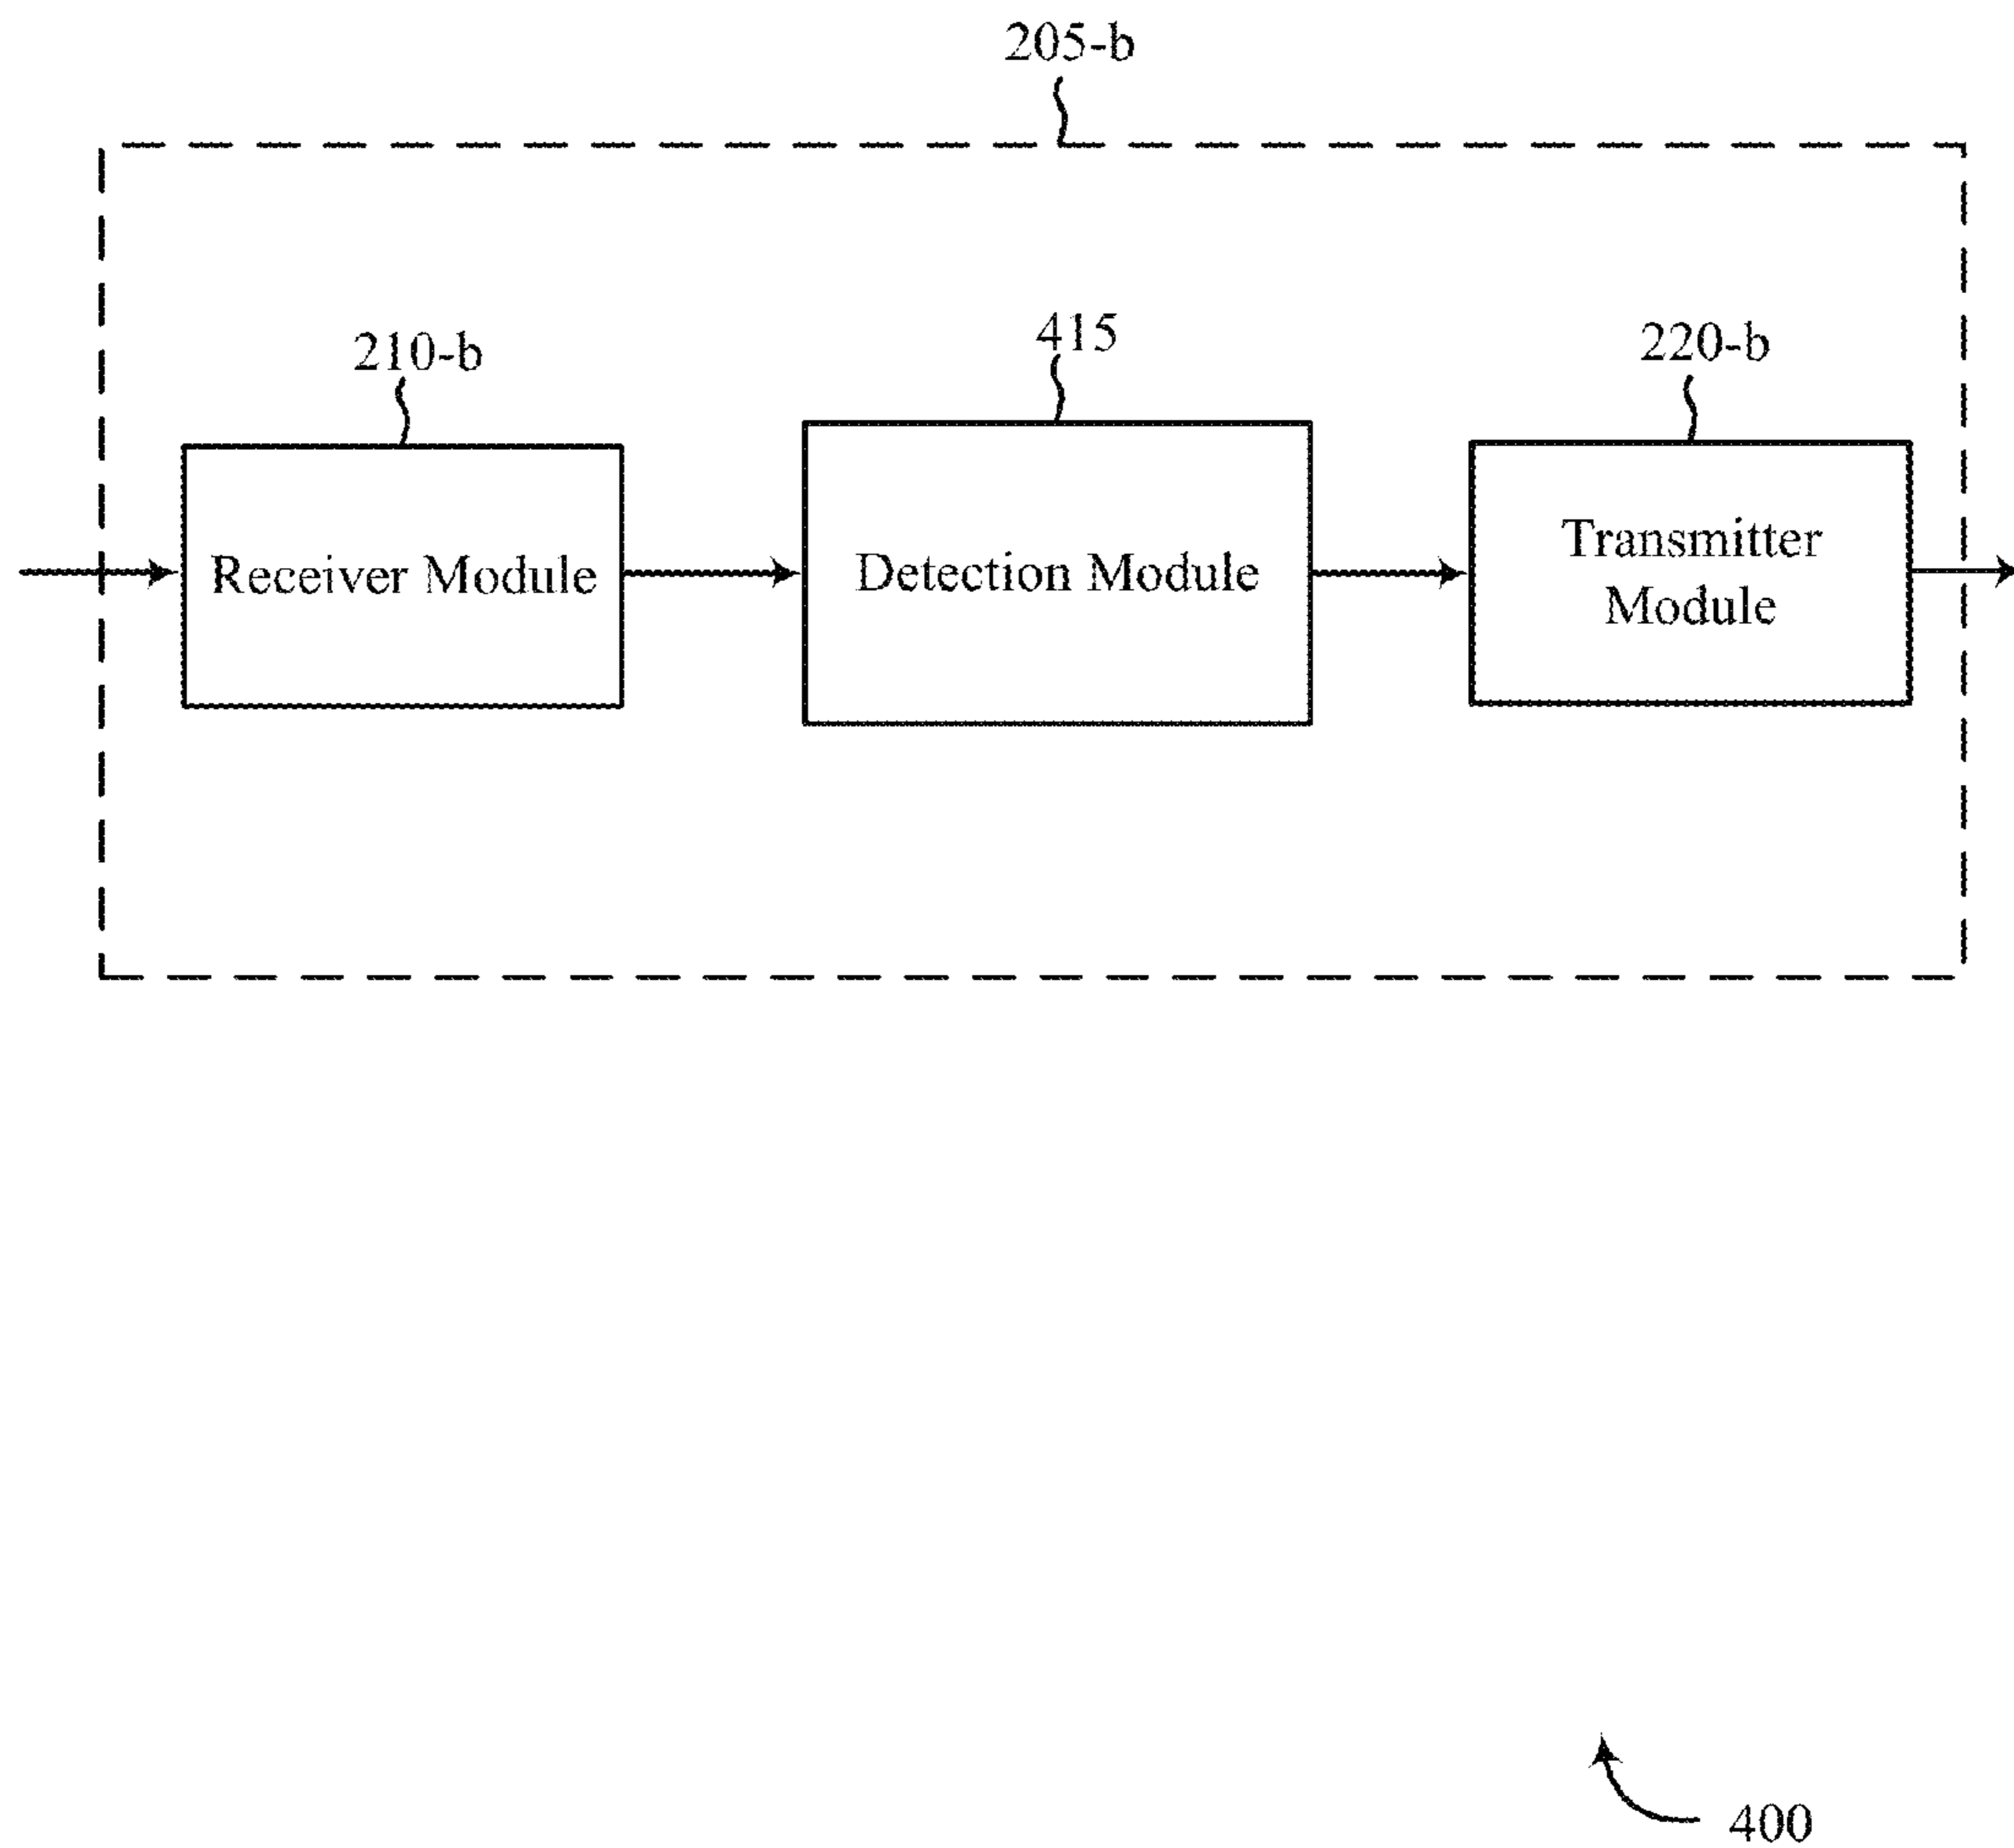 205-b
210-b
415
220-b
Receiver Module
Detection Module
Transmitter
Module
400